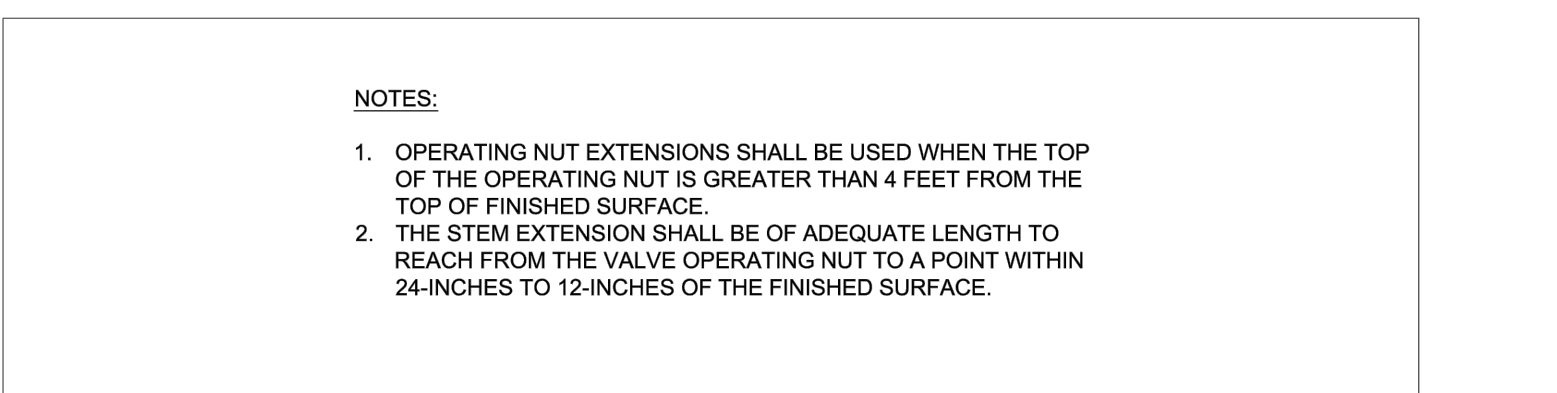 NOTES:
1. OPERATING NUT EXTENSIONS SHALL BE USED WHEN THE TOP
OF THE OPERATING NUT IS GREATER THAN 4 FEET FROM THE
TOP OF FINISHED SURFACE.
2. THE STEM EXTENSION SHALL BE OF ADEQUATE LENGTH TO
REACH FROM THE VALVE OPERATING NUT TO A POINT WITHIN
24-INCHES TO 12-INCHES OF THE FINISHED SURFACE.